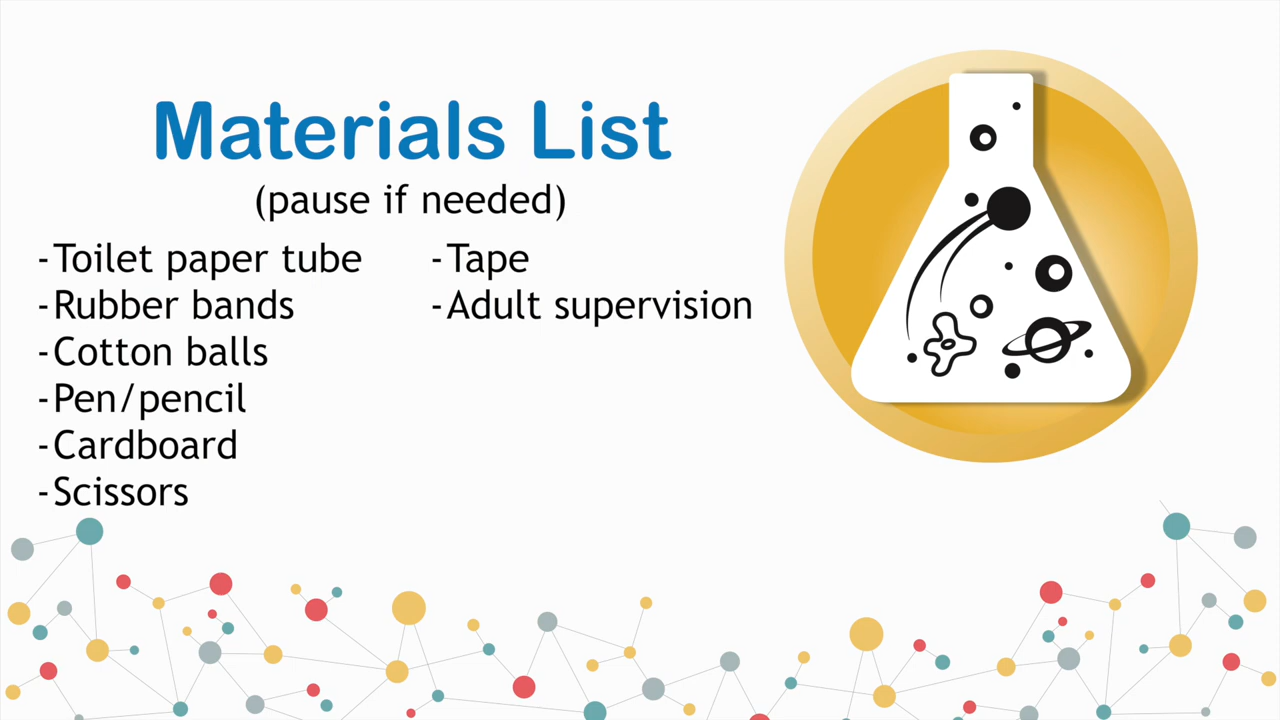 Materials List
(pause if needed)
-Toilet paper tube
-Rubber bands
-Cotton balls
-Pen/pencil
-Cardboard
-Scissors
-Tape
-Adult supervision